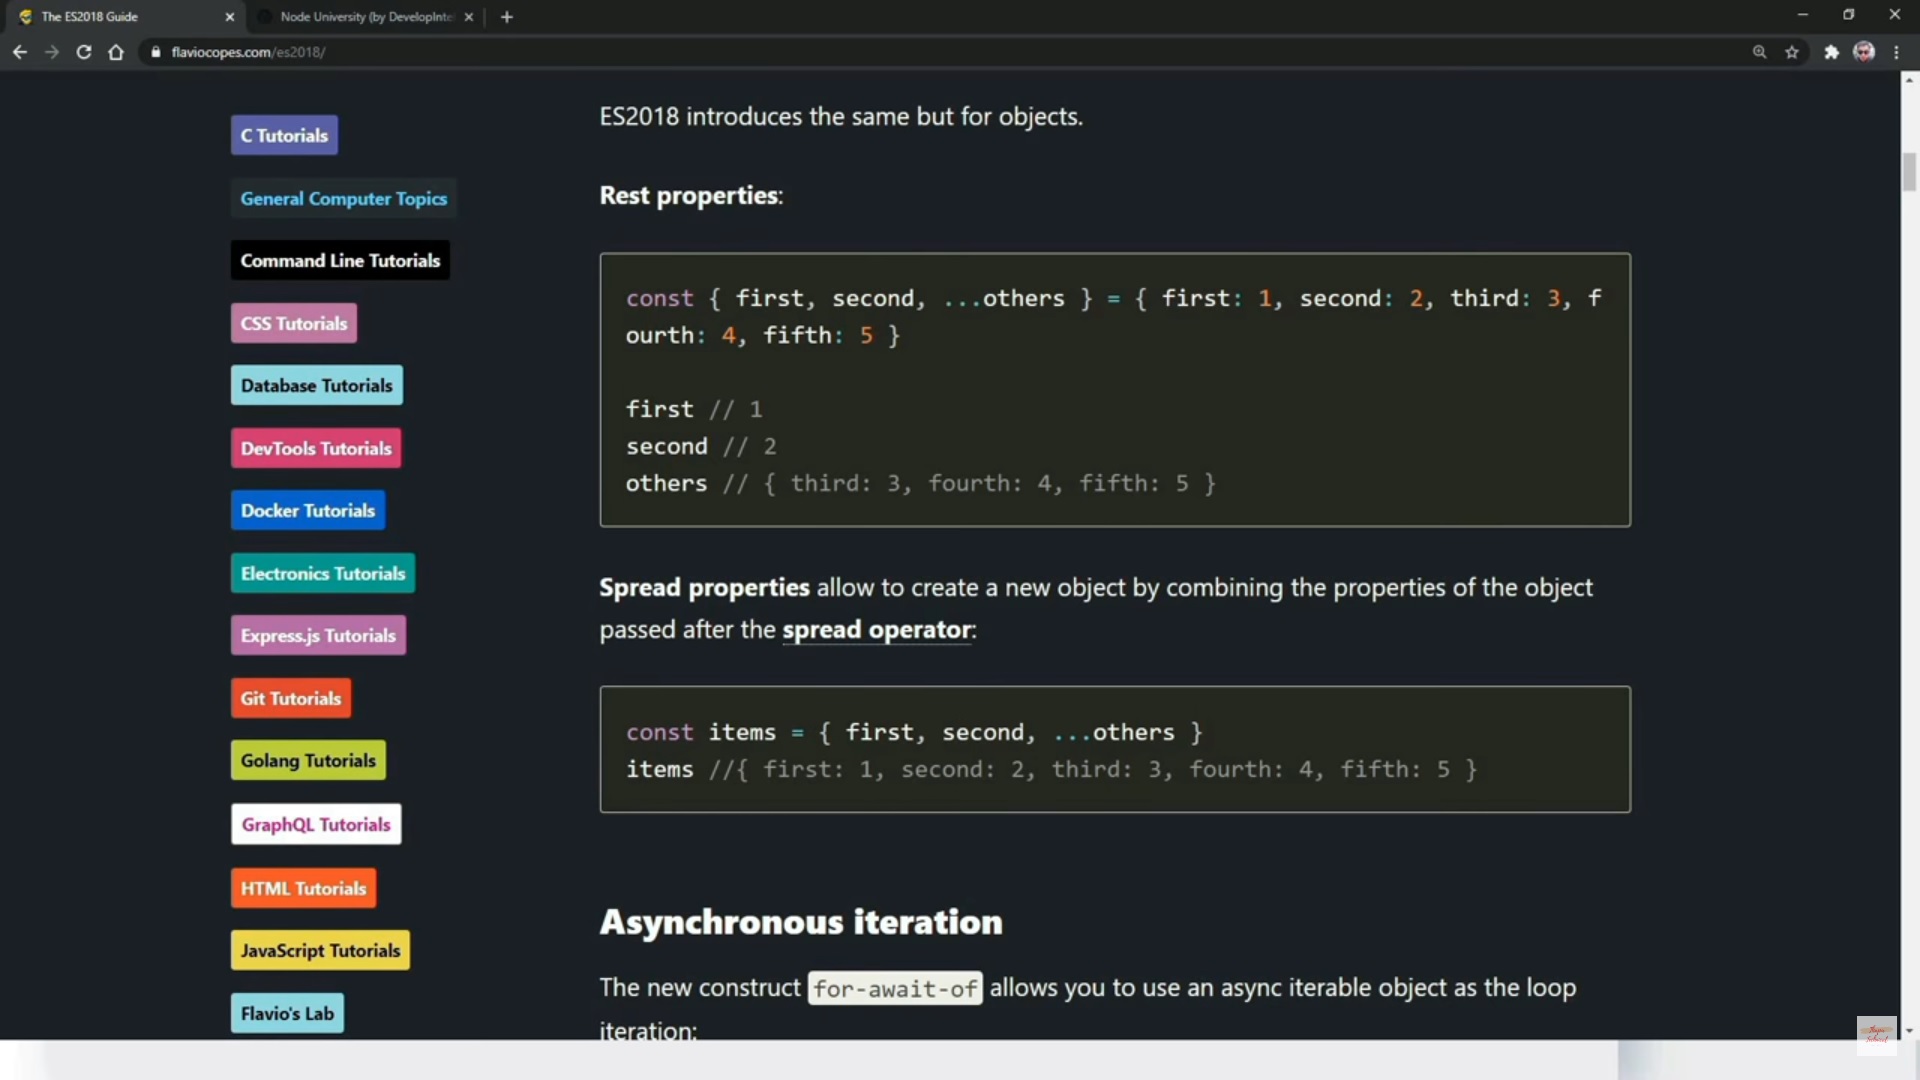 The ES2018 Guide
Node University (by DevelopInte
flaviocopes.com/es2018/
C Tutorials
General Computer Topics
Command Line Tutorials
CSS Tutorials
Database Tutorials
DevTools Tutorials
Docker Tutorials
Electronics Tutorials
Express.js Tutorials
Git Tutorials
Golang Tutorials
GraphQL Tutorials
HTML Tutorials
JavaScript Tutorials
Flavio's Lab
ES2018 introduces the same but for objects.
Rest properties:
const { first, second, ...others } = { first: 1, second: 2, third: 3, f
ourth: 4, fifth: 5 }
first // 1
second // 2
others // { third: 3, fourth: 4, fifth: 5 }
Spread properties allow to create a new object by combining the properties of the object
passed after the spread operator:
const items = { first, second, ...others }
items //{ first: 1, second: 2, third: 3, fourth: 4, fifth: 5 }
Asynchronous iteration
The new construct for-await-of allows you to use an async iterable object as the loop
iteration: